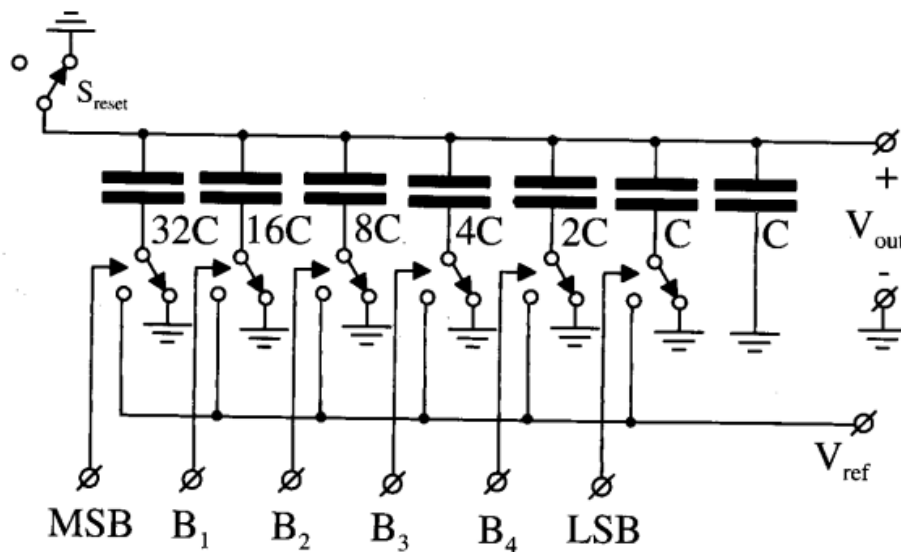 S_reset
32C 16C 8C 4C 2C C C
+
V_out
-
V_ref
MSB B_1 B_2 B_3 B_4 LSB